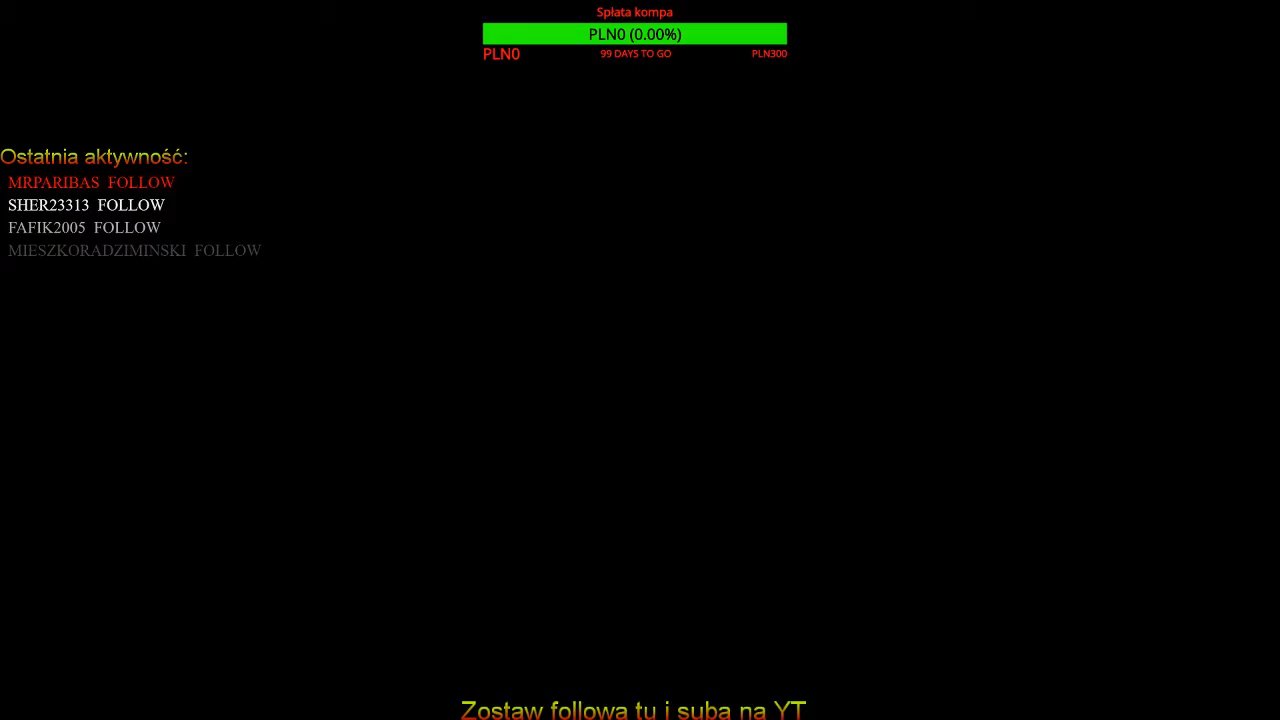 Spłata kompa
PLN0 (0.00%)
PLN0 99 DAYS TO GO PLN300
Ostatnia aktywność:
MRPARIBAS FOLLOW
SHER23313 FOLLOW
FAFIK2005 FOLLOW
MIESZKORADZIMINSKI FOLLOW
Zostaw followa tu i suba na YT